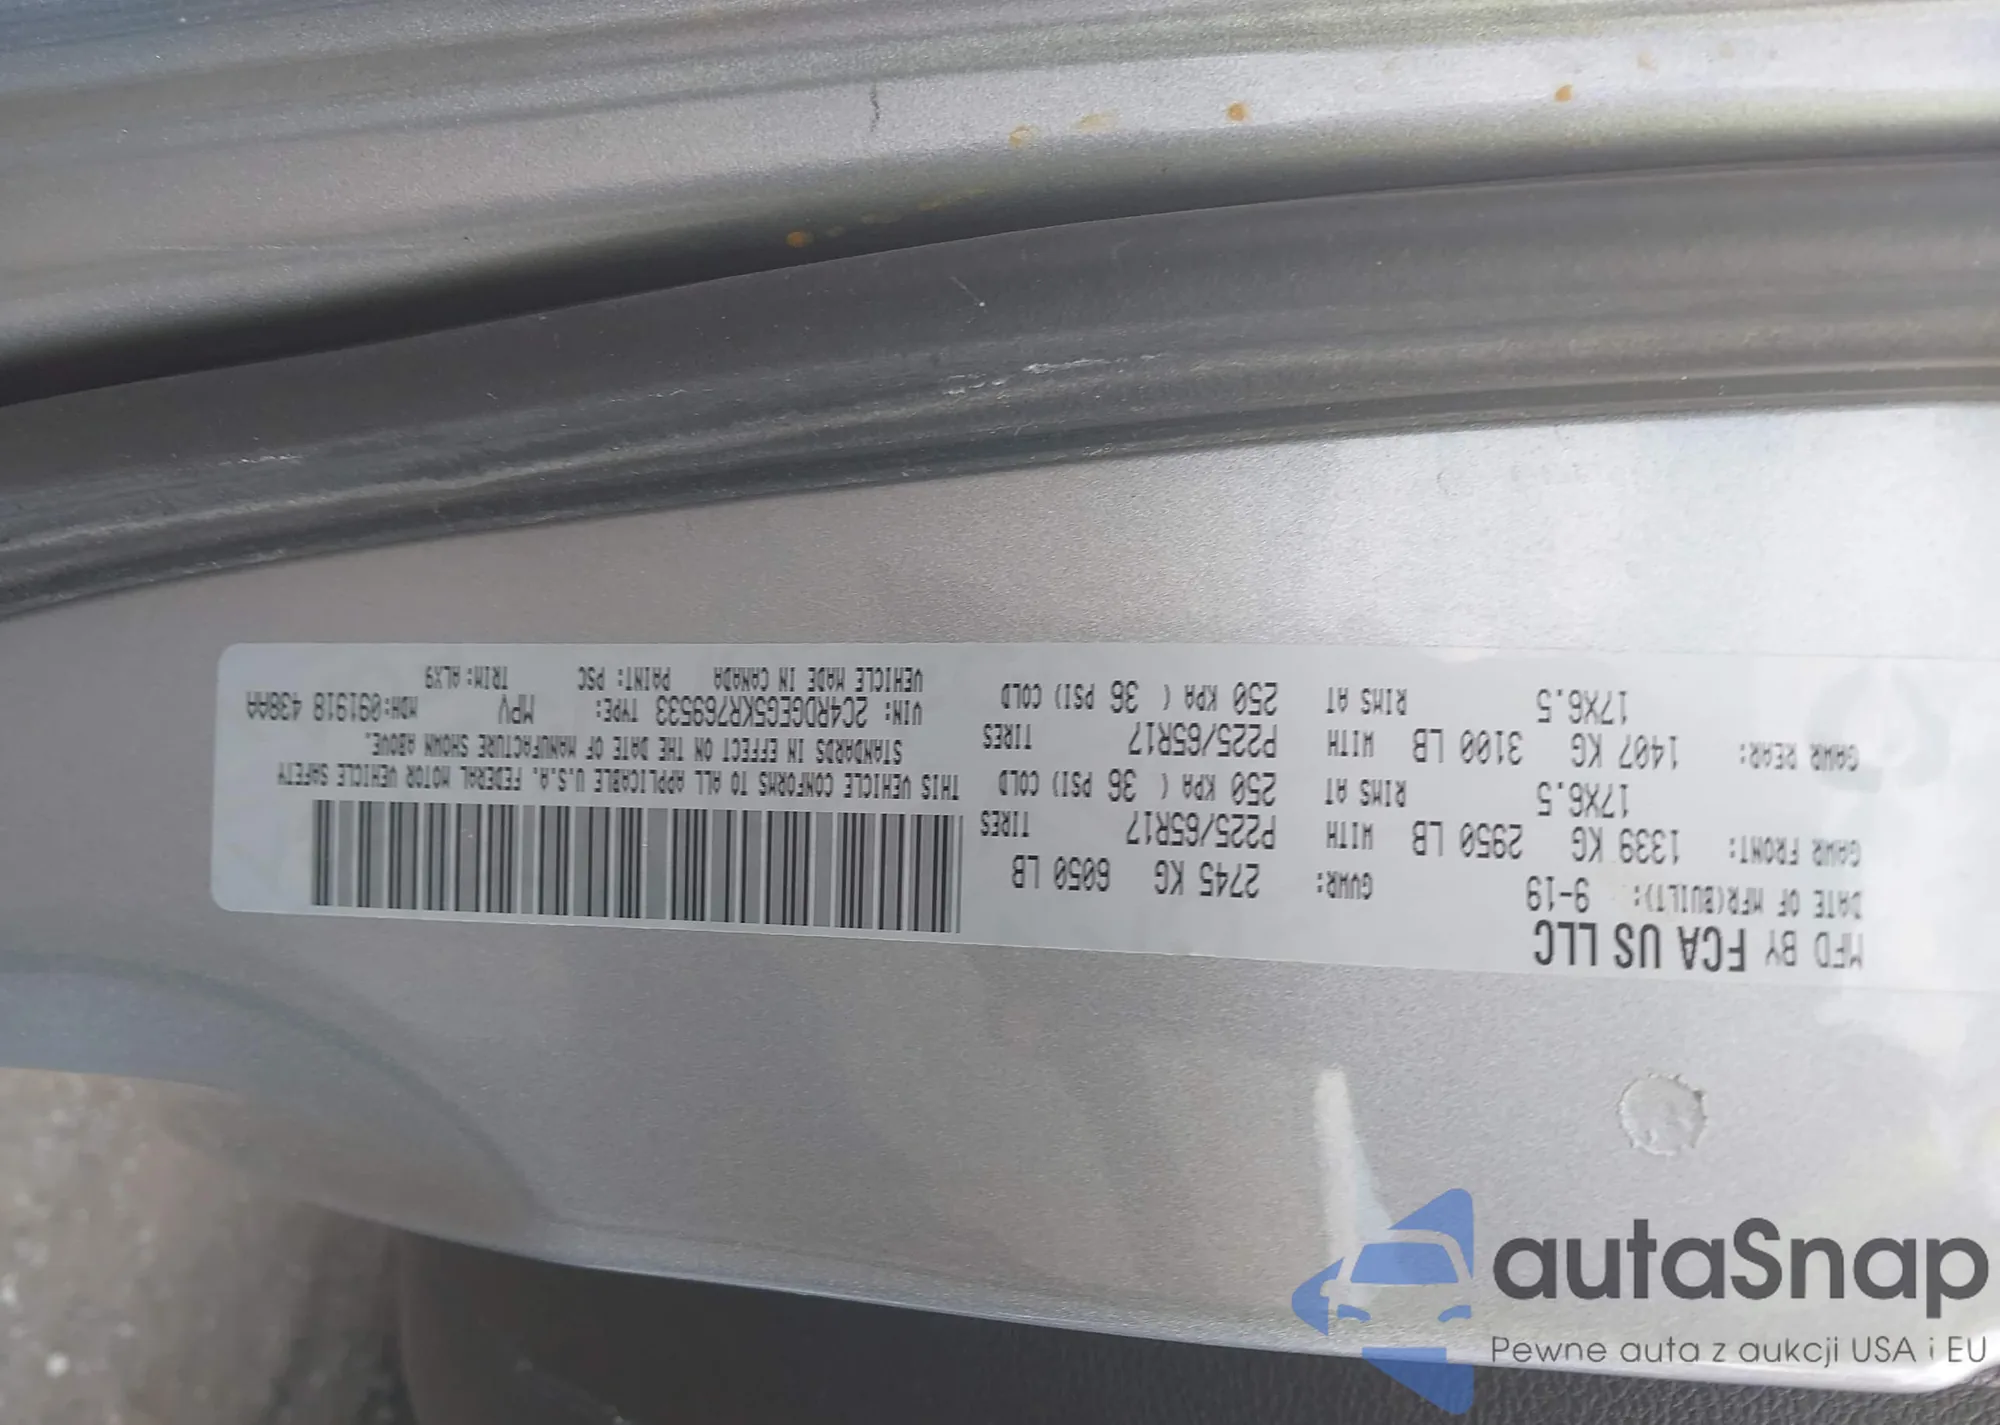 MFD BY FCA US LLC
DATE OF MFR(BUILT): 9-19 GVWR: 2745 KG 6050 LB
GAWR FRONT: 1339 KG 2950 LB WITH P225/65R17 TIRES
17X6.5 RIMS AT 250 KPA ( 36 PSI) COLD
GAWR REAR: 1407 KG 3100 LB WITH P225/65R17 TIRES
17X6.5 RIMS AT 250 KPA ( 36 PSI) COLD
THIS VEHICLE CONFORMS TO ALL APPLICABLE U.S.A. FEDERAL MOTOR VEHICLE SAFETY
STANDARDS IN EFFECT ON THE DATE OF MANUFACTURE SHOWN ABOVE.
VIN: 2C4RDGEG5KR769533 TYPE: MPV MDH:091918 438AA
VEHICLE MADE IN CANADA PAINT: PSC TRIM:ALX9
autaSnap
Pewne auta z aukcji USA i EU